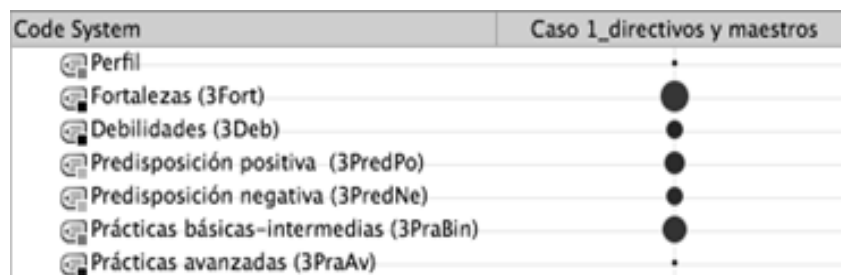 Code System Caso 1_directivos y maestros
Perfil
Fortalezas (3Fort)
Debilidades (3Deb)
Predisposición positiva (3PredPo)
Predisposición negativa (3PredNe)
Prácticas básicas-intermedias (3PraBin)
Prácticas avanzadas (3PraAv)